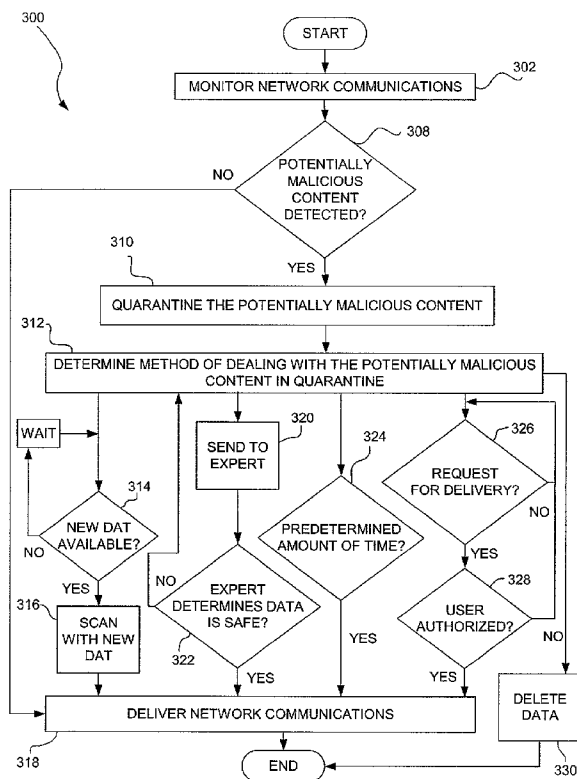 300
START
302
MONITOR NETWORK COMMUNICATIONS
308
NO
POTENTIALLY
MALICIOUS
CONTENT
DETECTED?
310
YES
QUARANTINE THE POTENTIALLY MALICIOUS CONTENT
312
DETERMINE METHOD OF DEALING WITH THE POTENTIALLY MALICIOUS
CONTENT IN QUARANTINE
WAIT
314
NEW DAT
AVAILABLE?
NO
YES
316
SCAN
WITH NEW
DAT
320
SEND TO
EXPERT
NO
EXPERT
DETERMINES DATA
IS SAFE?
322
YES
324
PREDETERMINED
AMOUNT OF TIME?
YES
326
REQUEST
FOR DELIVERY?
NO
YES
328
USER
AUTHORIZED?
NO
YES
DELETE
DATA
330
DELIVER NETWORK COMMUNICATIONS
318
END